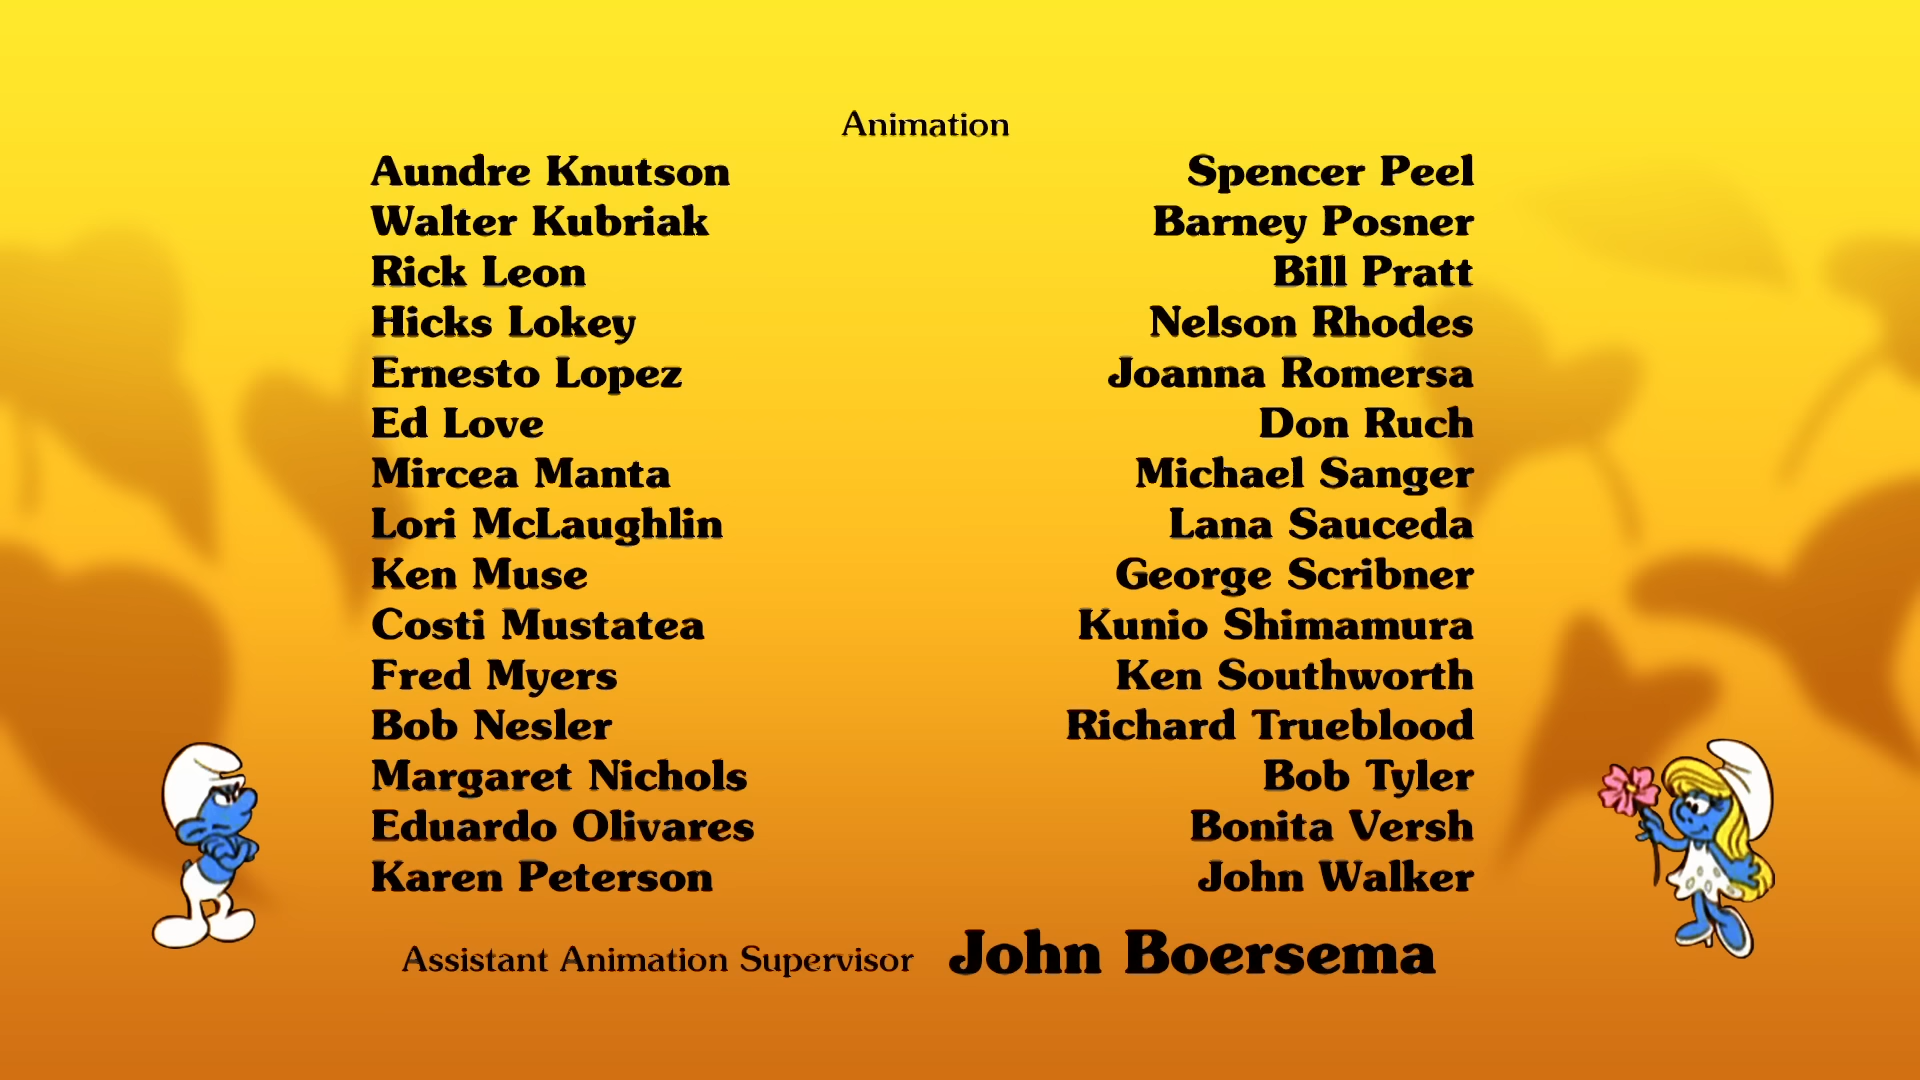 Animation
Aundre Knutson
Walter Kubriak
Rick Leon
Hicks Lokey
Ernesto Lopez
Ed Love
Mircea Manta
Lori McLaughlin
Ken Muse
Costi Mustatea
Fred Myers
Bob Nesler
Margaret Nichols
Eduardo Olivares
Karen Peterson
Spencer Peel
Barney Posner
Bill Pratt
Nelson Rhodes
Joanna Romersa
Don Ruch
Michael Sanger
Lana Sauceda
George Scribner
Kunio Shimamura
Ken Southworth
Richard Trueblood
Bob Tyler
Bonita Versh
John Walker
Assistant Animation Supervisor John Boersema